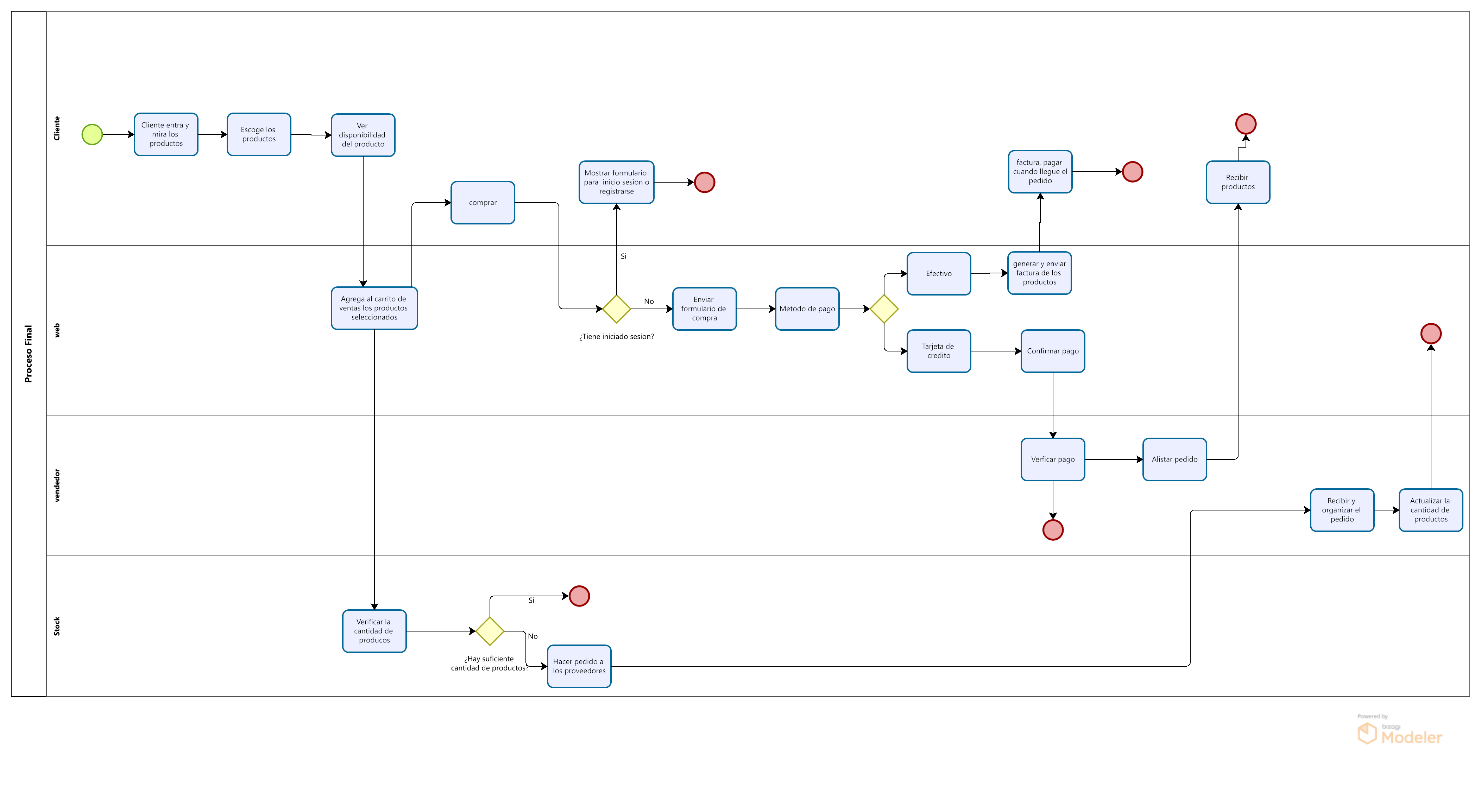 Proceso Final
Cliente
Cliente entra y
mira los
productos
Escoge los
productos
Ver
disponibilidad
del producto
comprar
Mostrar formulario
para inicio sesion o
registrarse
factura, pagar
cuando llegue el
pedido
Recibir
productos
web
Agrega al carrito de
ventas los productos
seleccionados
Si
No
¿Tiene iniciado sesion?
Enviar
formulario de
compra
Metodo de pago
Efectivo
generar y enviar
factura de los
productos
Tarjeta de
credito
Confirmar pago
vendedor
Verficar pago
Alistar pedido
Recibir y
organizar el
pedido
Actualizar la
cantidad de
productos
Stock
Verificar la
cantidad de
producos
Si
No
¿Hay suficiente
cantidad de productos?
Hacer pedido a
los proveedores
Powered by
bizagi
Modeler